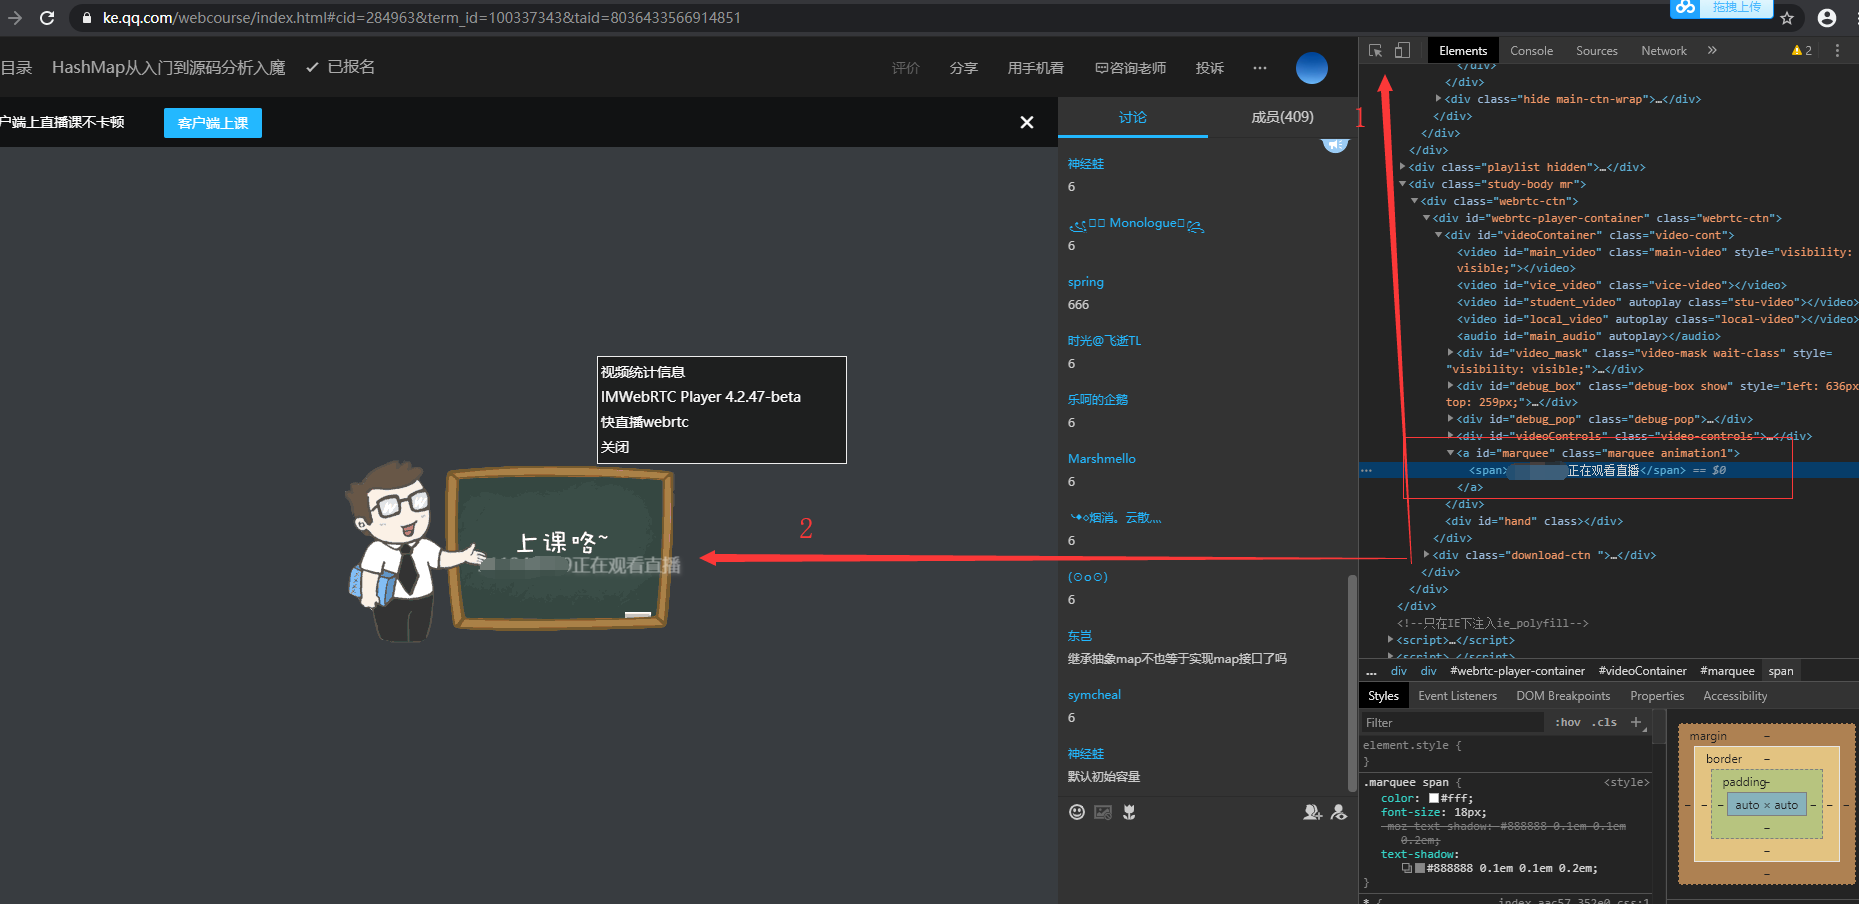 ke.qq.com/webcourse/index.html#cid=284963&term_id=100337343&taid=8036433566914851
拖拽上传
目录 HashMap从入门到源码分析入魔 已报名
评价 分享 用手机看 咨询老师 投诉 ···
户端上直播课不卡顿 客户端上课
讨论 成员(409)
神经蛙
6
Monologue
6
spring
666
时光@飞逝TL
6
乐呵的企鹅
6
Marshmello
6
烟消。云散
6
(⊙o⊙)
6
东岂
继承抽象map不也等于实现map接口了吗
symcheal
6
神经蛙
默认初始容量
视频统计信息
IMWebRTC Player 4.2.47-beta
快直播webrtc
关闭
上课咯~
正在观看直播
1
2
Elements Console Sources Network » 2
</div>
</div>
<div class="hide main-ctn-wrap">…</div>
</div>
</div>
</div>
<div class="playlist hidden">…</div>
<div class="study-body mr">
<div class="webrtc-ctn">
<div id="webrtc-player-container" class="webrtc-ctn">
<div id="videoContainer" class="video-cont">
<video id="main_video" class="main-video" style="visibility:
visible;"></video>
<video id="vice_video" class="vice-video"></video>
<video id="student_video" autoplay class="stu-video"></video>
<video id="local_video" autoplay class="local-video"></video>
<audio id="main_audio" autoplay></audio>
<div id="video_mask" class="video-mask wait-class" style=
"visibility: visible;">…</div>
<div id="debug_box" class="debug-box show" style="left: 636px
top: 259px;">…</div>
<div id="debug_pop" class="debug-pop">…</div>
<div id="videoControls" class="video-controls">…</div>
<a id="marquee" class="marquee animation1">
<span>正在观看直播</span> == $0
</a>
</div>
<div id="hand" class></div>
</div>
<div class="download-ctn ">…</div>
</div>
</div>
</div>
<!--只在IE下注入ie_polyfill-->
<script>…</script>
<script>…</script>
… div div #webrtc-player-container #videoContainer #marquee span
Styles Event Listeners DOM Breakpoints Properties Accessibility
Filter :hov .cls +
element.style {
}
.marquee span { <style>
color: #fff;
font-size: 18px;
-moz-text-shadow: #888888 0.1em 0.1em
0.2em;
text-shadow:
#888888 0.1em 0.1em 0.2em;
}
* { index.aac57.352e0.css:1
margin –
border –
padding –
– – – auto × auto – – –
–
–
–